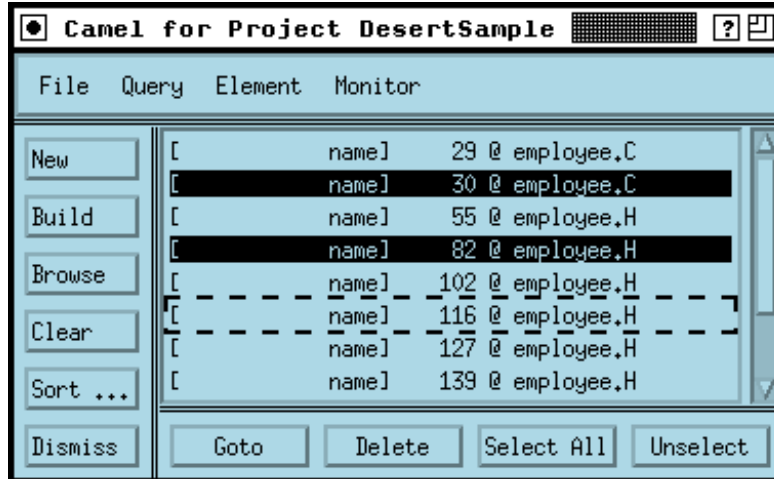 Camel for Project DesertSample ?
File Query Element Monitor
New
Build
Browse
Clear
Sort ...
Dismiss
[ name] 29 @ employee.C
[ name] 30 @ employee.C
[ name] 55 @ employee.H
[ name] 82 @ employee.H
[ name] 102 @ employee.H
[ name] 116 @ employee.H
[ name] 127 @ employee.H
[ name] 139 @ employee.H
Goto Delete Select All Unselect